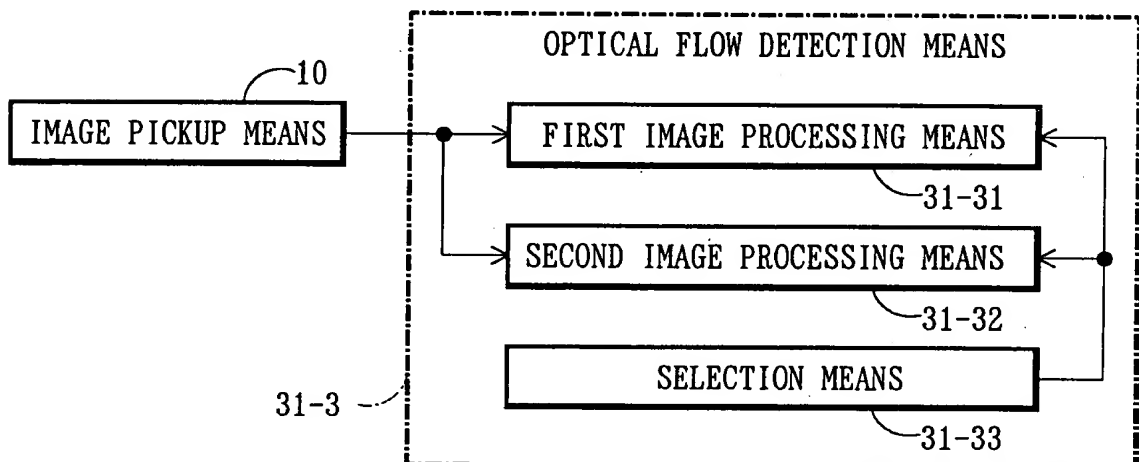 OPTICAL FLOW DETECTION MEANS
10
IMAGE PICKUP MEANS
FIRST IMAGE PROCESSING MEANS
31-31
SECOND IMAGE PROCESSING MEANS
31-32
SELECTION MEANS
31-3
31-33